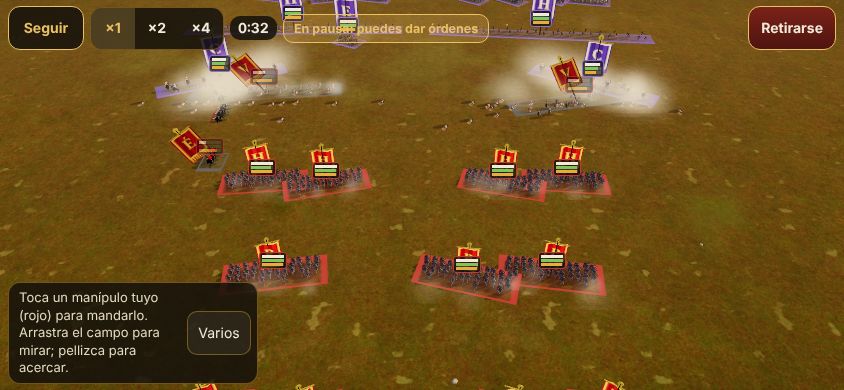 Seguir
×1
×2
×4
0:32
En pausa puedes dar órdenes
Retirarse
H
H
V
V
C
É
H
H
H
H
Toca un manípulo tuyo
(rojo) para mandarlo.
Arrastra el campo para
mirar; pellizca para
acercar.
Varios